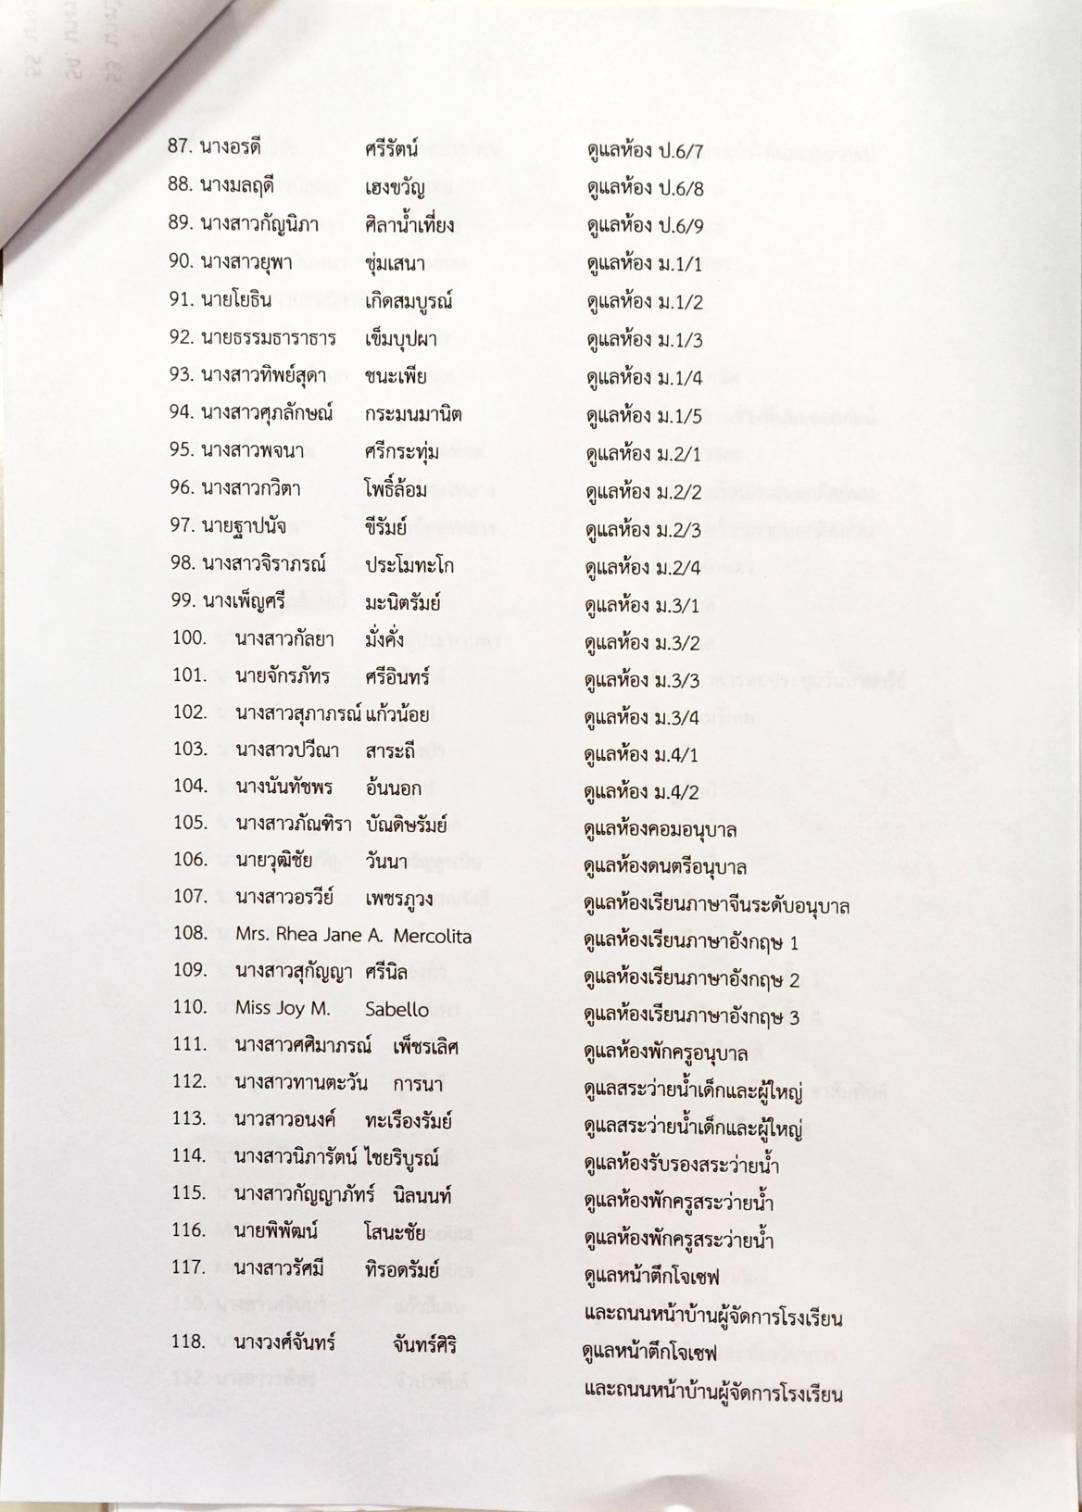 87. นางอรดี ศรีรัตน์ ดูแลห้อง ป.6/7
88. นางมลฤดี เฮงขวัญ ดูแลห้อง ป.6/8
89. นางสาวกัญนิภา ศิลาน้ำเที่ยง ดูแลห้อง ป.6/9
90. นางสาวยุพา ชุ่มเสนา ดูแลห้อง ม.1/1
91. นายโยธิน เกิดสมบูรณ์ ดูแลห้อง ม.1/2
92. นายธรรมธาราธาร เข็มบุปผา ดูแลห้อง ม.1/3
93. นางสาวทิพย์สุดา ชนะเพีย ดูแลห้อง ม.1/4
94. นางสาวศุภลักษณ์ กระมนมานิต ดูแลห้อง ม.1/5
95. นางสาวพจนา ศรีกระทุ่ม ดูแลห้อง ม.2/1
96. นางสาวกวิตา โพธิ์ล้อม ดูแลห้อง ม.2/2
97. นายฐาปนัจ ขีรัมย์ ดูแลห้อง ม.2/3
98. นางสาวจิราภรณ์ ประโมทะโก ดูแลห้อง ม.2/4
99. นางเพ็ญศรี มะนิตรัมย์ ดูแลห้อง ม.3/1
100. นางสาวกัลยา มั่งคั่ง ดูแลห้อง ม.3/2
101. นายจักรภัทร ศรีอินทร์ ดูแลห้อง ม.3/3
102. นางสาวสุภาภรณ์ แก้วน้อย ดูแลห้อง ม.3/4
103. นางสาวปวีณา สาระถี ดูแลห้อง ม.4/1
104. นางนันทัชพร อ้นนอก ดูแลห้อง ม.4/2
105. นางสาวภัณฑิรา บัณดิษรัมย์ ดูแลห้องคอมอนุบาล
106. นายวุฒิชัย วันนา ดูแลห้องดนตรีอนุบาล
107. นางสาวอรวีย์ เพชรภูวง ดูแลห้องเรียนภาษาจีนระดับอนุบาล
108. Mrs. Rhea Jane A. Mercolita ดูแลห้องเรียนภาษาอังกฤษ 1
109. นางสาวสุกัญญา ศรีนิล ดูแลห้องเรียนภาษาอังกฤษ 2
110. Miss Joy M. Sabello ดูแลห้องเรียนภาษาอังกฤษ 3
111. นางสาวศศิมาภรณ์ เพ็ชรเลิศ ดูแลห้องพักครูอนุบาล
112. นางสาวทานตะวัน การนา ดูแลสระว่ายน้ำเด็กและผู้ใหญ่
113. นาวสาวอนงค์ ทะเรืองรัมย์ ดูแลสระว่ายน้ำเด็กและผู้ใหญ่
114. นางสาวนิภารัตน์ ไชยริบูรณ์ ดูแลห้องรับรองสระว่ายน้ำ
115. นางสาวกัญญาภัทร์ นิลนนท์ ดูแลห้องพักครูสระว่ายน้ำ
116. นายพิพัฒน์ โสนะชัย ดูแลห้องพักครูสระว่ายน้ำ
117. นางสาวรัศมี ทิรอดรัมย์ ดูแลหน้าตึกโจเซฟ
และถนนหน้าบ้านผู้จัดการโรงเรียน
118. นางวงศ์จันทร์ จันทร์ศิริ ดูแลหน้าตึกโจเซฟ
และถนนหน้าบ้านผู้จัดการโรงเรียน